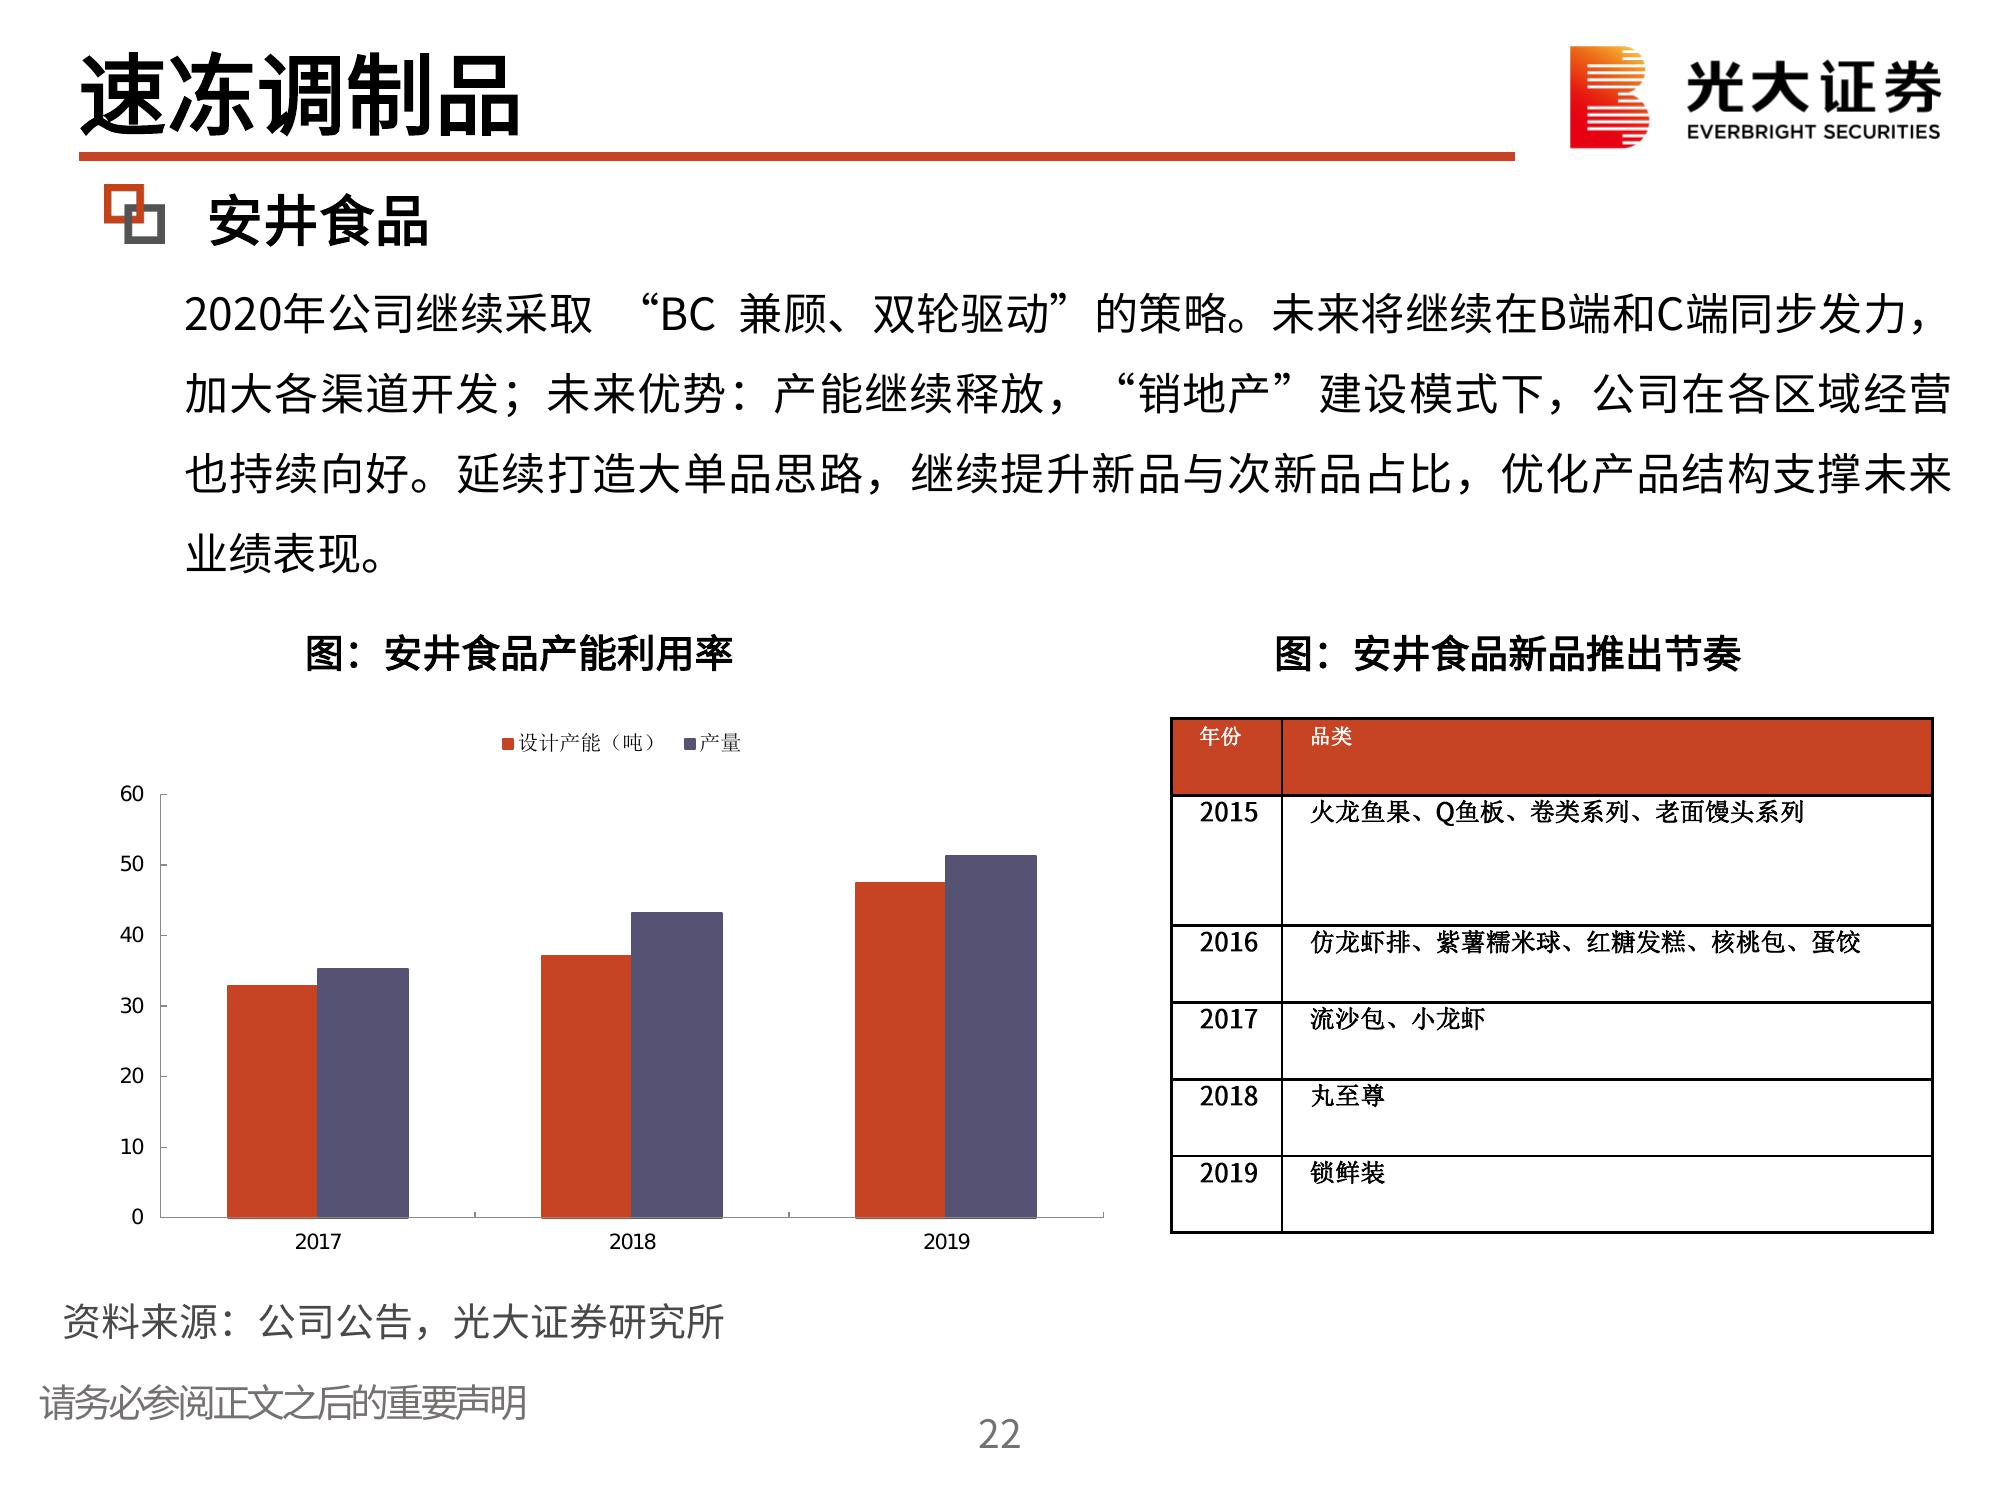 速冻调制品
光大证券
EVERBRIGHT SECURITIES
安井食品
2020年公司继续采取 “BC 兼顾、双轮驱动”的策略。未来将继续在B端和C端同步发力，
加大各渠道开发；未来优势：产能继续释放，“销地产”建设模式下，公司在各区域经营
也持续向好。延续打造大单品思路，继续提升新品与次新品占比，优化产品结构支撑未来
业绩表现。
图：安井食品产能利用率
设计产能（吨） 产量
60
50
40
30
20
10
0
2017 2018 2019
图：安井食品新品推出节奏
年份 品类
2015 火龙鱼果、Q鱼板、卷类系列、老面馒头系列
2016 仿龙虾排、紫薯糯米球、红糖发糕、核桃包、蛋饺
2017 流沙包、小龙虾
2018 丸至尊
2019 锁鲜装
资料来源：公司公告，光大证券研究所
请务必参阅正文之后的重要声明
22